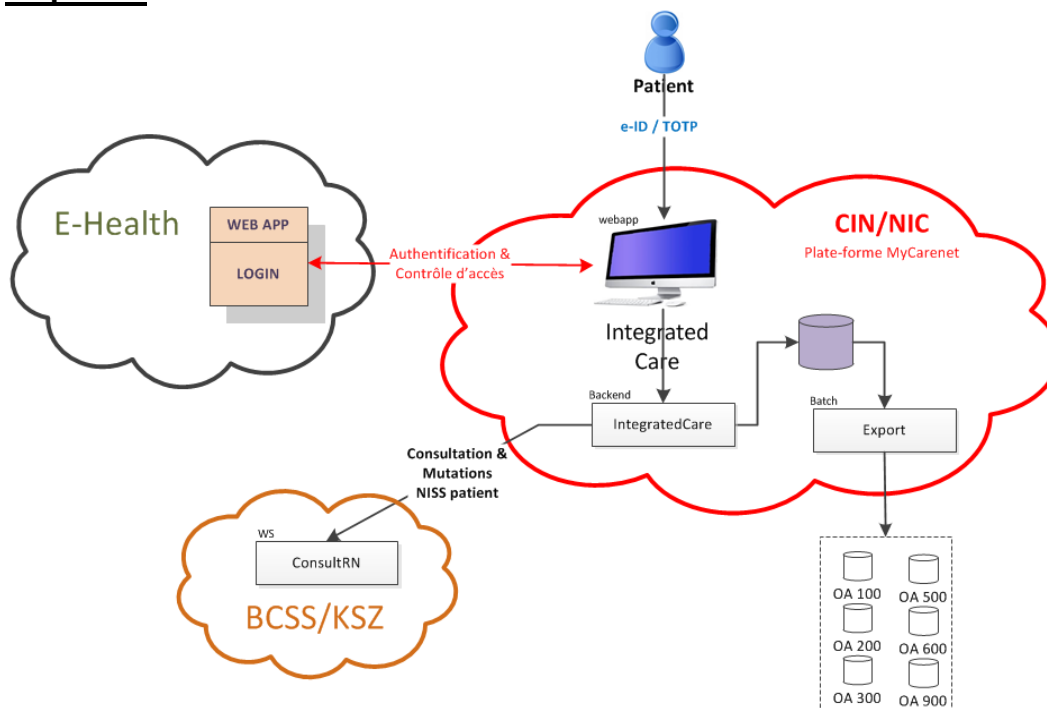 Patient
e-ID / TOTP
E-Health
WEB APP
LOGIN
Authentification &
Contrôle d'accès
webapp
CIN/NIC
Plate-forme MyCarenet
Integrated
Care
Backend
IntegratedCare
Batch
Export
Consultation &
Mutations
NISS patient
WS
ConsultRN
BCSS/KSZ
OA 100
OA 500
OA 200
OA 600
OA 300
OA 900